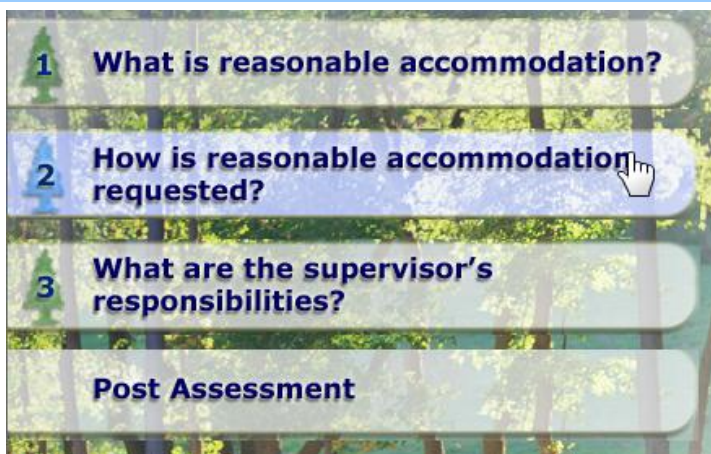 1 What is reasonable accommodation?
2 How is reasonable accommodation
requested?
3 What are the supervisor's
responsibilities?
Post Assessment